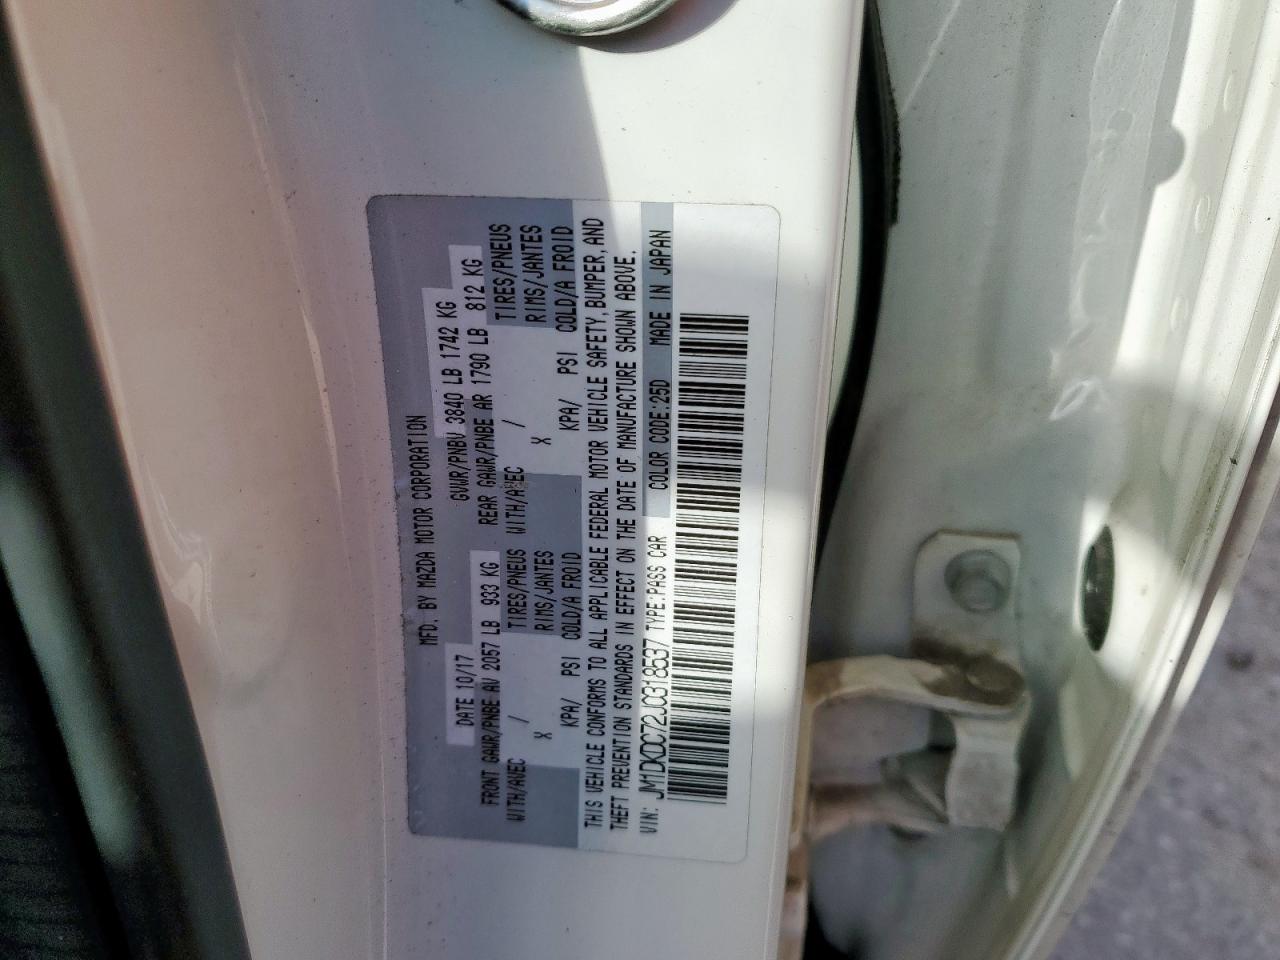 MFD. BY MAZDA MOTOR CORPORATION
DATE 10/17 GVWR/PNBV 3840 LB 1742 KG
FRONT GAWR/PNBE AV 2057 LB 933 KG REAR GAWR/PNBE AR 1790 LB 812 KG
WITH/AVEC / TIRES/PNEUS WITH/AVEC / TIRES/PNEUS
X RIMS/JANTES X RIMS/JANTES
KPA/ PSI COLD/A FROID KPA/ PSI COLD/A FROID
THIS VEHICLE CONFORMS TO ALL APPLICABLE FEDERAL MOTOR VEHICLE SAFETY, BUMPER, AND
THEFT PREVENTION STANDARDS IN EFFECT ON THE DATE OF MANUFACTURE SHOWN ABOVE.
VIN: JM1DKDC72J0318537 TYPE:PASS CAR COLOR CODE:25D MADE IN JAPAN